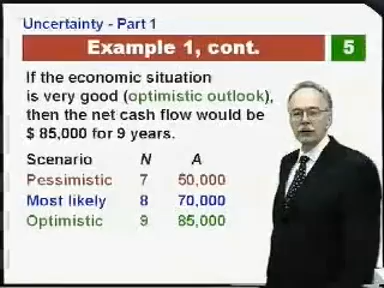 Uncertainty - Part 1
Example 1, cont. 5
If the economic situation
is very good (optimistic outlook),
then the net cash flow would be
$ 85,000 for 9 years.
Scenario N A
Pessimistic 7 50,000
Most likely 8 70,000
Optimistic 9 85,000